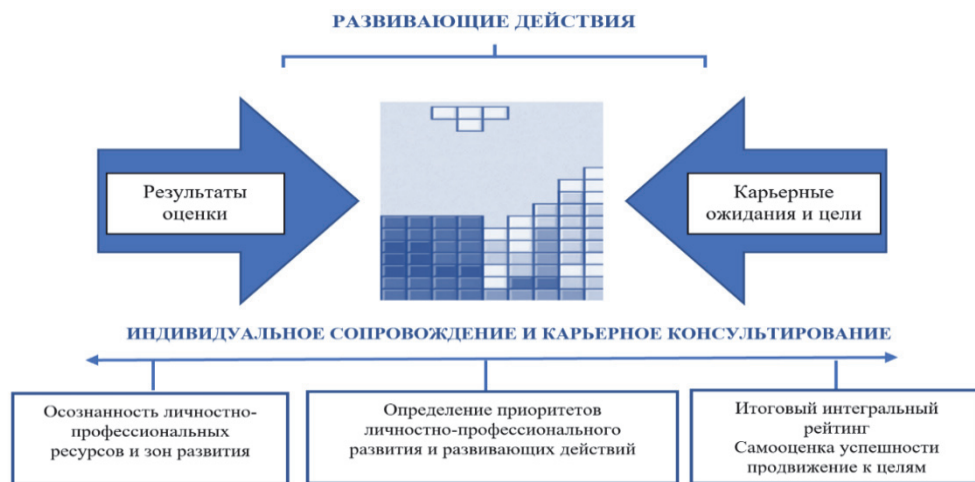 РАЗВИВАЮЩИЕ ДЕЙСТВИЯ
Результаты
оценки
Карьерные
ожидания и цели
ИНДИВИДУАЛЬНОЕ СОПРОВОЖДЕНИЕ И КАРЬЕРНОЕ КОНСУЛЬТИРОВАНИЕ
Осознанность личностно-
профессиональных
ресурсов и зон развития
Определение приоритетов
личностно-профессионального
развития и развивающих действий
Итоговый интегральный
рейтинг
Самооценка успешности
продвижение к целям